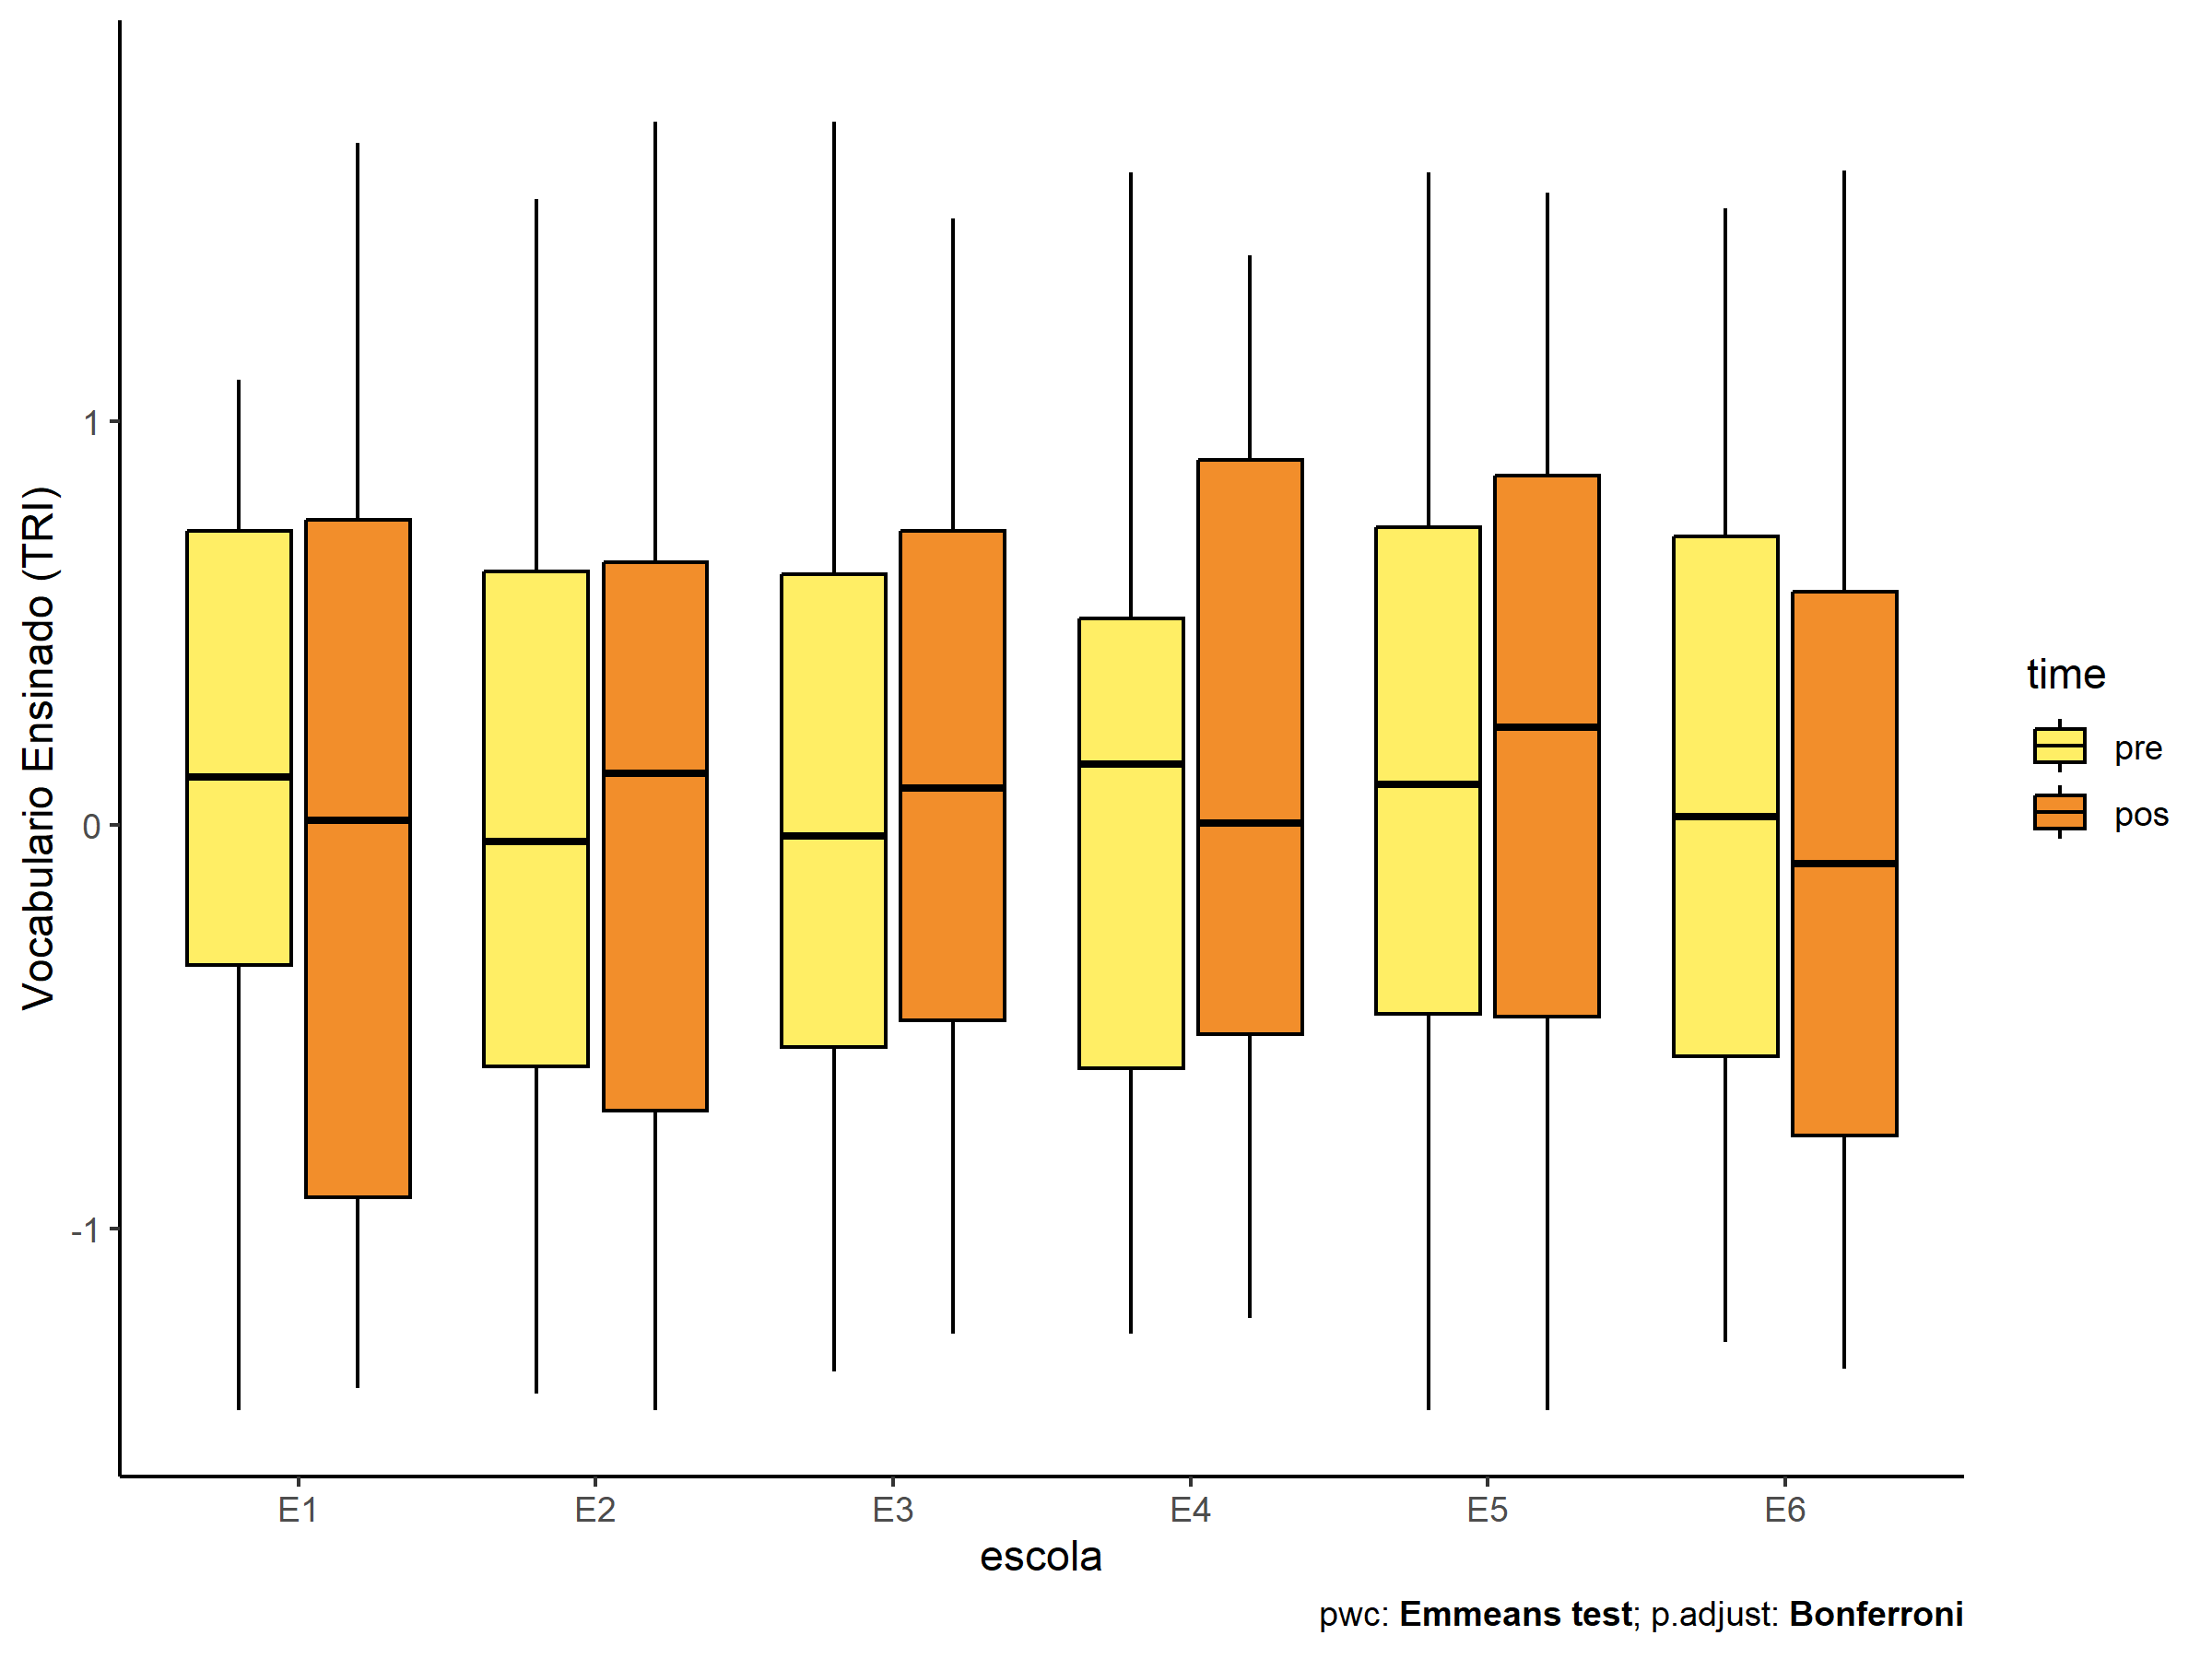 Vocabulario Ensinado (TRI)
1
0
-1
E1 E2 E3 E4 E5 E6
escola
time
pre
pos
pwc: Emmeans test; p.adjust: Bonferroni